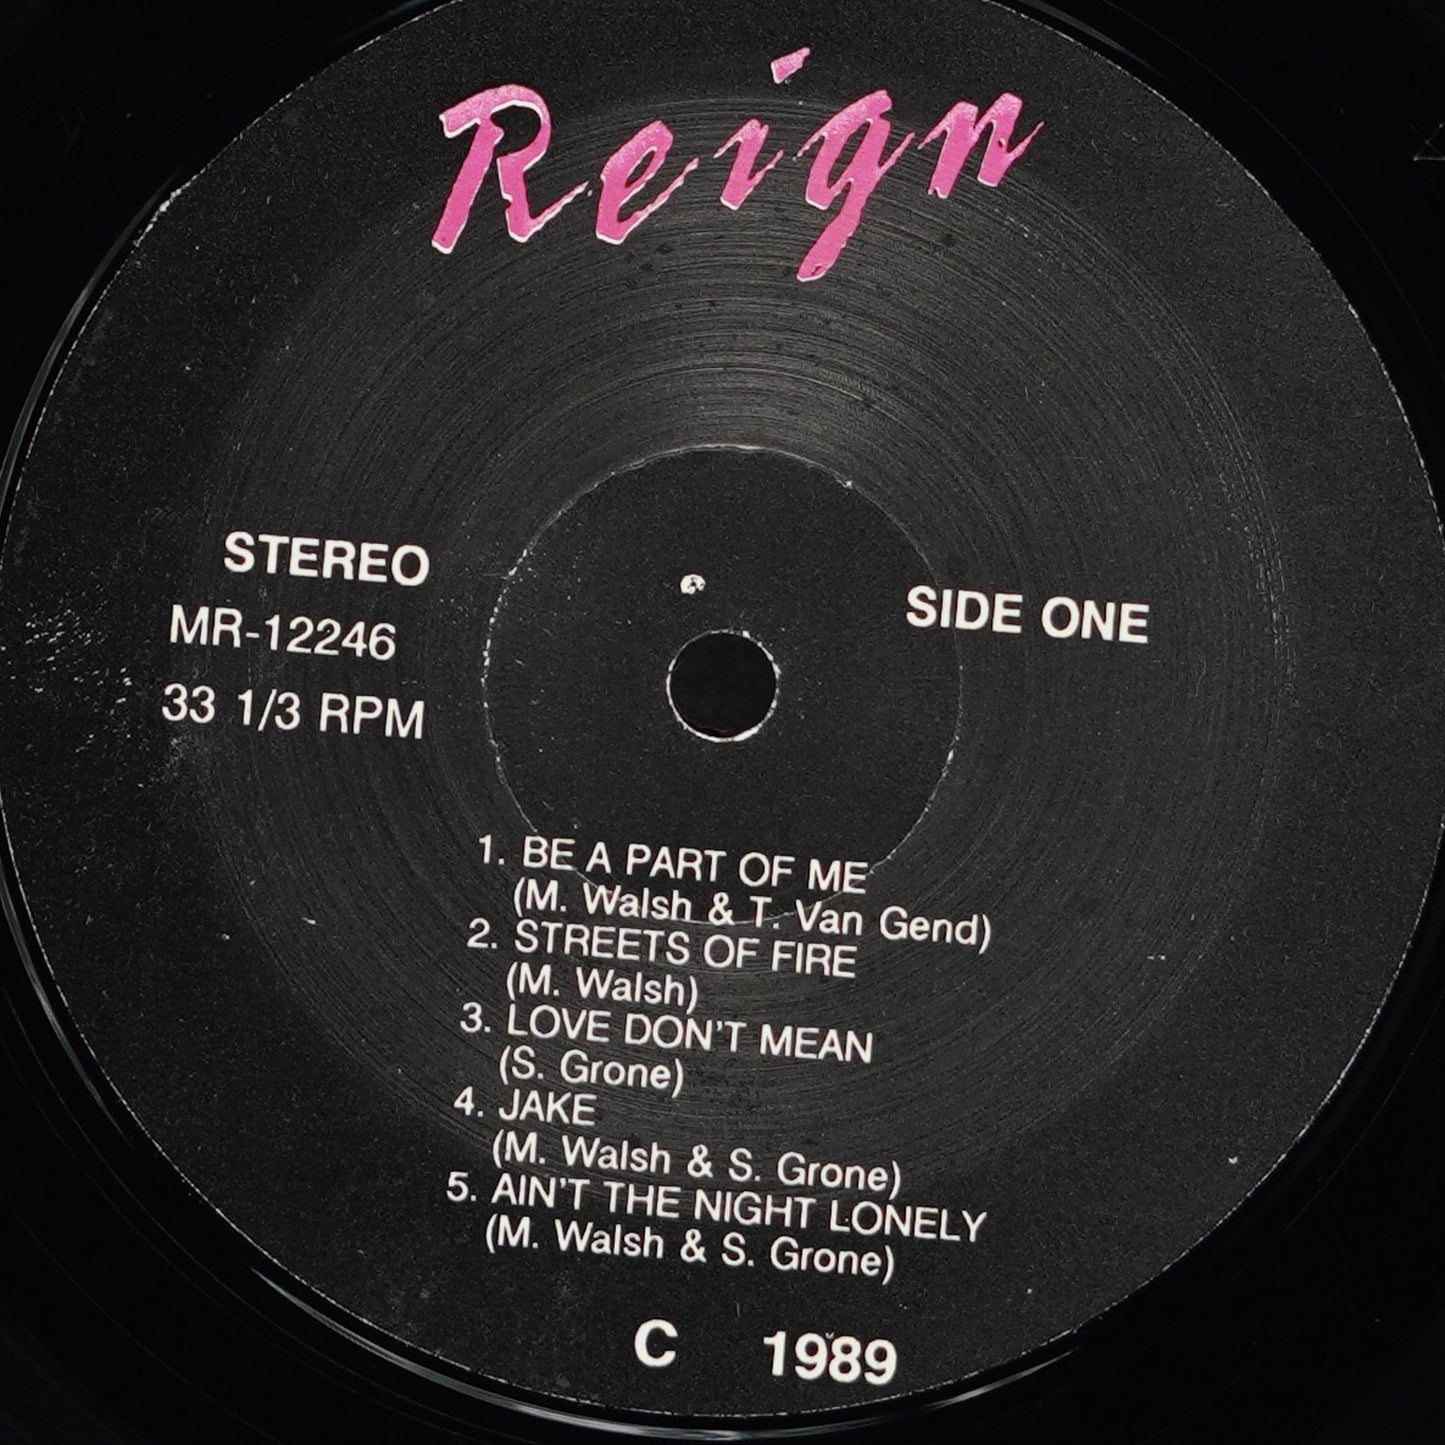 Reign
STEREO
MR-12246
33 1/3 RPM
SIDE ONE
1. BE A PART OF ME
(M. Walsh & T. Van Gend)
2. STREETS OF FIRE
(M. Walsh)
3. LOVE DON'T MEAN
(S. Grone)
4. JAKE
(M. Walsh & S. Grone)
5. AIN'T THE NIGHT LONELY
(M. Walsh & S. Grone)
C 1989